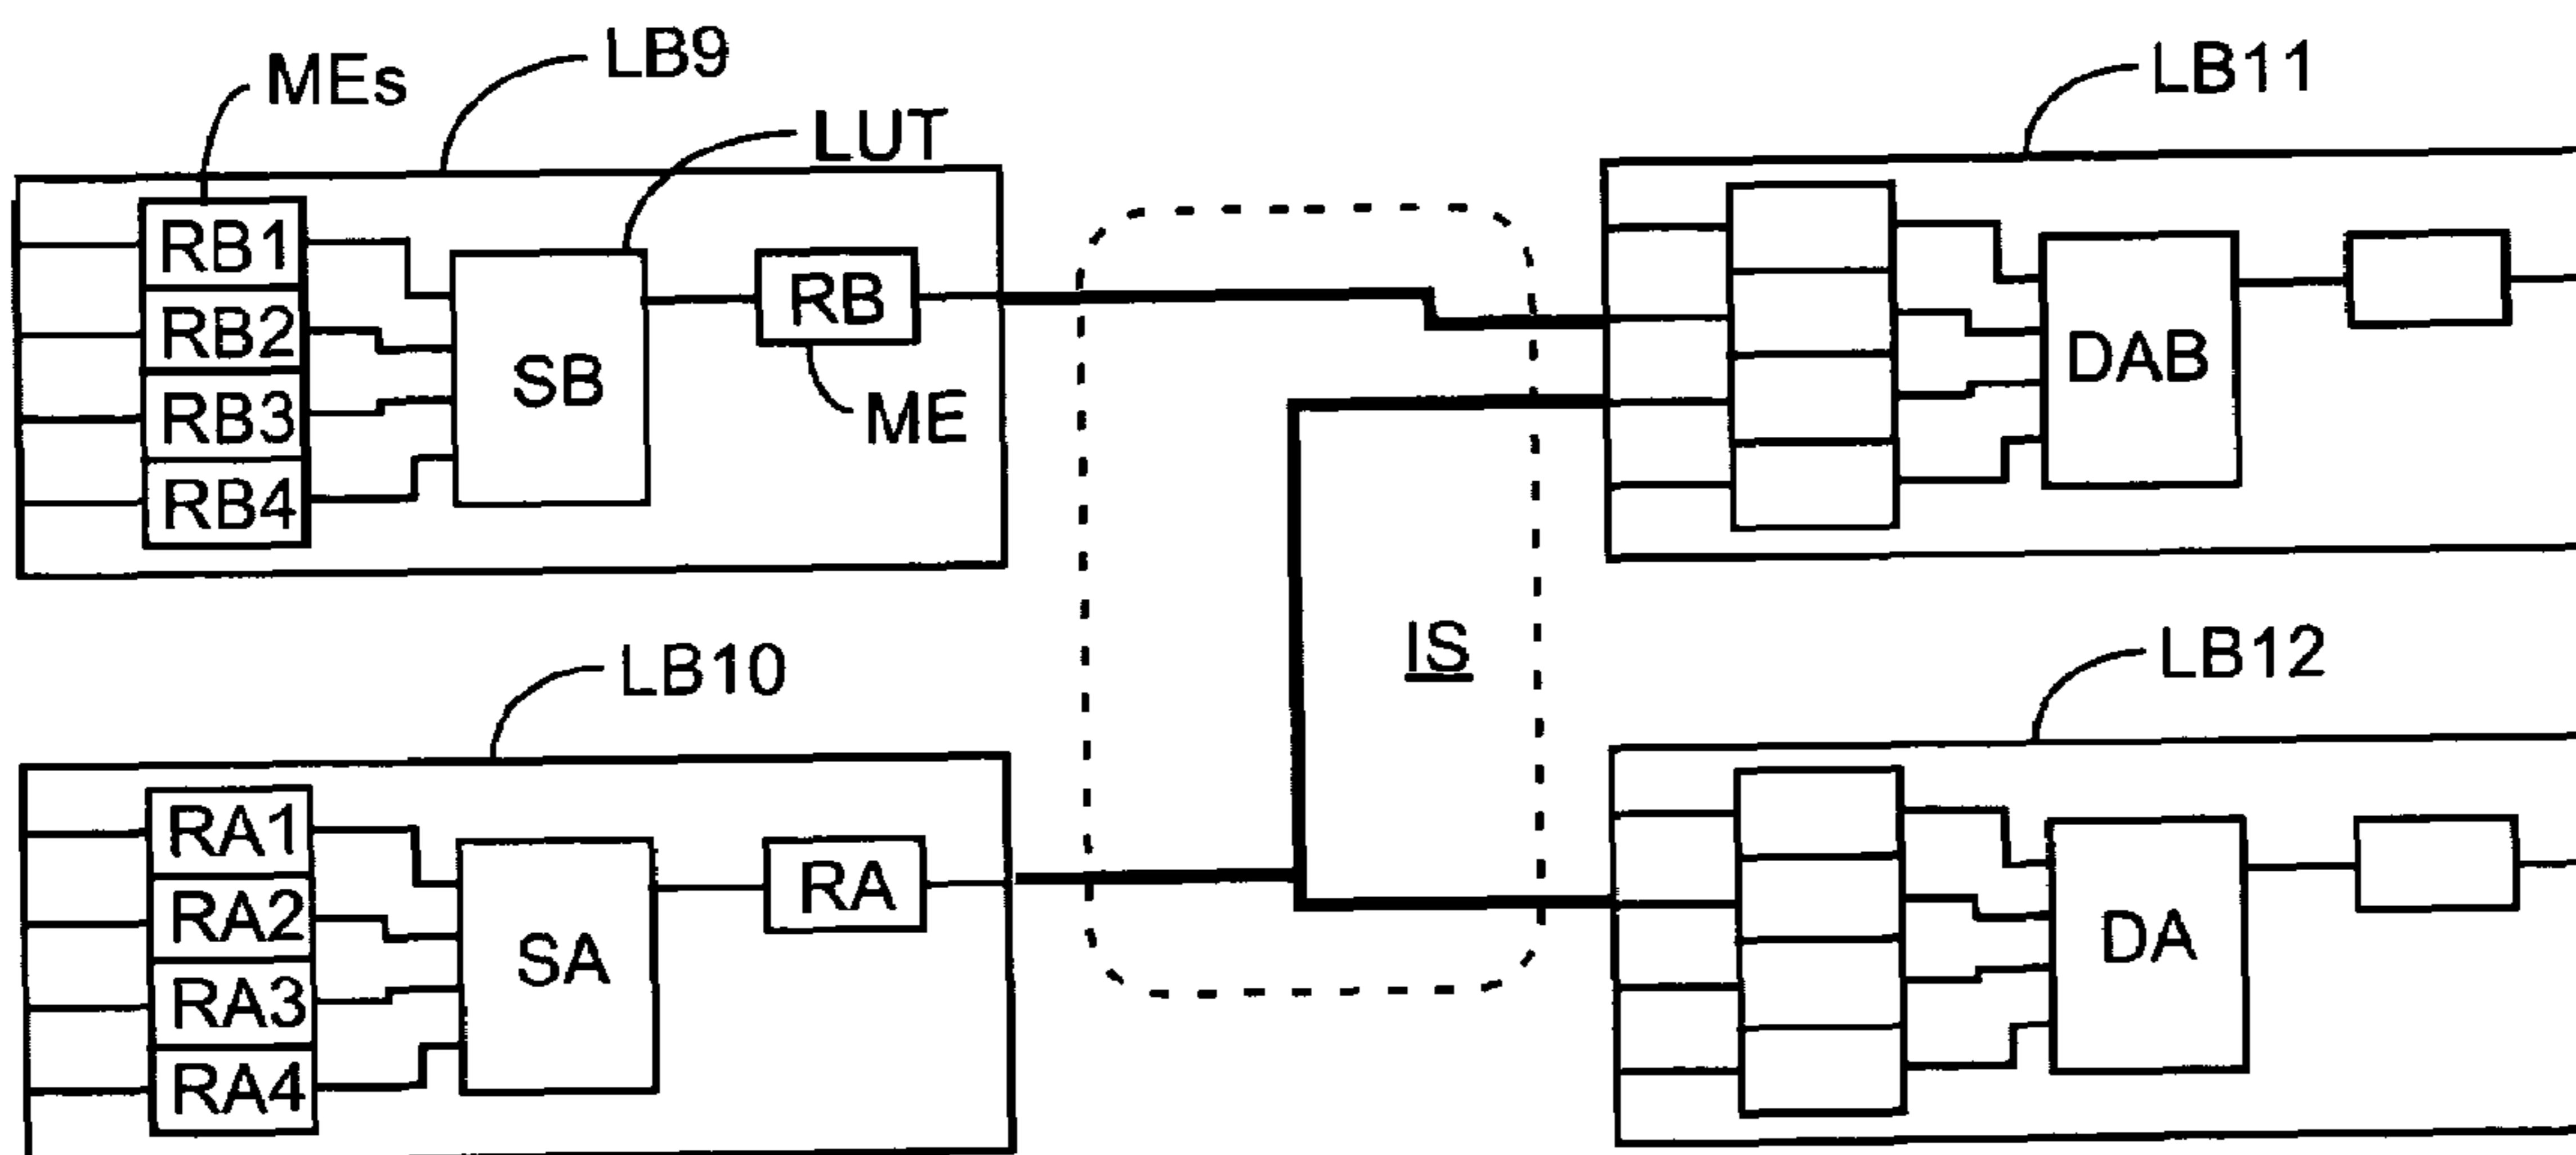 MEs
LB9
LUT
LB11
RB1
RB2
RB3
RB4
SB
RB
ME
DAB
IS
LB10
LB12
RA1
RA2
RA3
RA4
SA
RA
DA